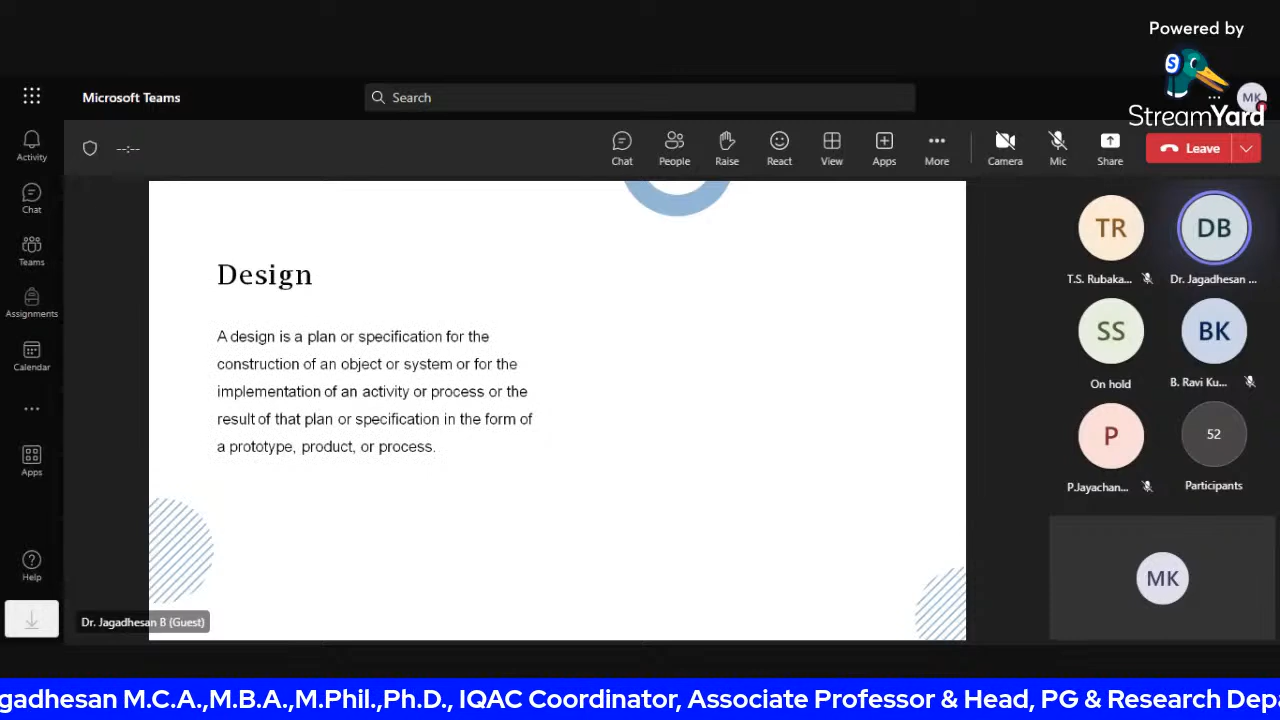 Powered by
S
StreamYard
Microsoft Teams
Search
MK
Activity
Chat
Teams
Assignments
Calendar
Apps
Help
--:--
Chat
People
Raise
React
View
Apps
More
Camera
Mic
Share
Leave
Design
A design is a plan or specification for the
construction of an object or system or for the
implementation of an activity or process or the
result of that plan or specification in the form of
a prototype, product, or process.
Dr. Jagadhesan B (Guest)
TR
T.S. Rubaka...
DB
Dr. Jagadhesan ...
SS
On hold
BK
B. Ravi Ku...
P
P.Jayachan...
52
Participants
MK
gadhesan M.C.A.,M.B.A.,M.Phil.,Ph.D., IQAC Coordinator, Associate Professor & Head, PG & Research Depa